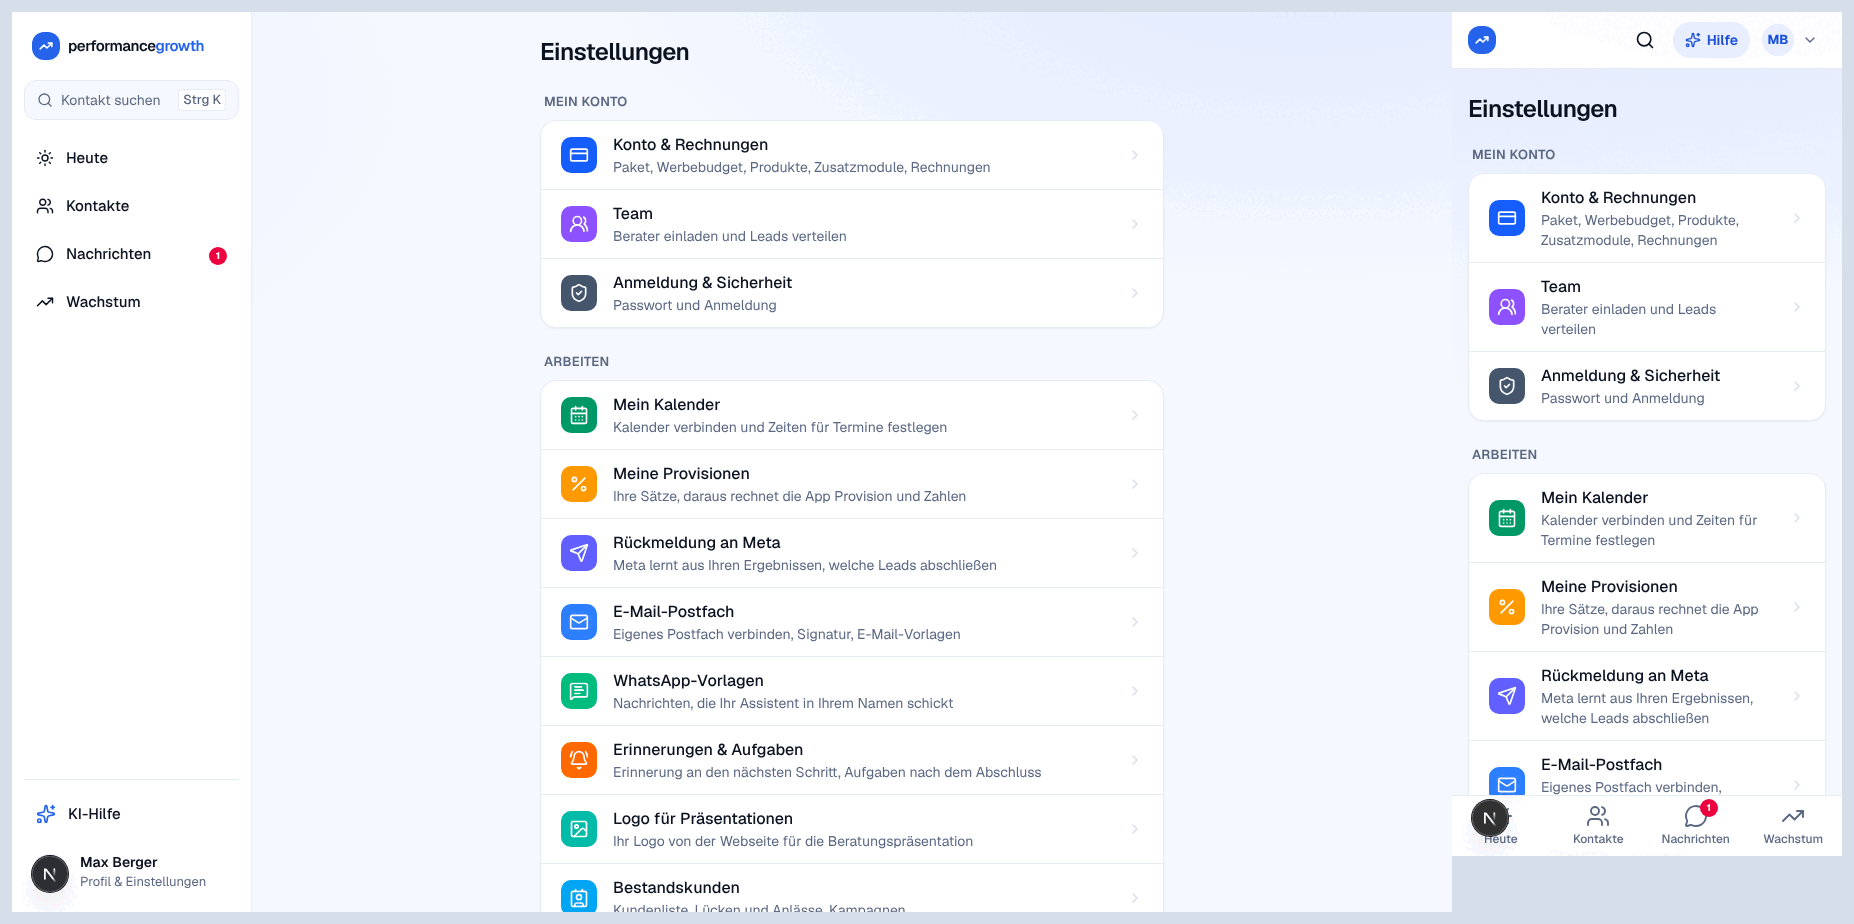 performancegrowth
Kontakt suchen Strg K
Heute
Kontakte
Nachrichten 1
Wachstum
KI-Hilfe
N
Max Berger
Profil & Einstellungen
Einstellungen
MEIN KONTO
Konto & Rechnungen
Paket, Werbebudget, Produkte, Zusatzmodule, Rechnungen
Team
Berater einladen und Leads verteilen
Anmeldung & Sicherheit
Passwort und Anmeldung
ARBEITEN
Mein Kalender
Kalender verbinden und Zeiten für Termine festlegen
Meine Provisionen
Ihre Sätze, daraus rechnet die App Provision und Zahlen
Rückmeldung an Meta
Meta lernt aus Ihren Ergebnissen, welche Leads abschließen
E-Mail-Postfach
Eigenes Postfach verbinden, Signatur, E-Mail-Vorlagen
WhatsApp-Vorlagen
Nachrichten, die Ihr Assistent in Ihrem Namen schickt
Erinnerungen & Aufgaben
Erinnerung an den nächsten Schritt, Aufgaben nach dem Abschluss
Logo für Präsentationen
Ihr Logo von der Webseite für die Beratungspräsentation
Bestandskunden
Kundenliste, Lücken und Anlässe, Kampagnen
Hilfe MB
Einstellungen
MEIN KONTO
Konto & Rechnungen
Paket, Werbebudget, Produkte,
Zusatzmodule, Rechnungen
Team
Berater einladen und Leads
verteilen
Anmeldung & Sicherheit
Passwort und Anmeldung
ARBEITEN
Mein Kalender
Kalender verbinden und Zeiten für
Termine festlegen
Meine Provisionen
Ihre Sätze, daraus rechnet die App
Provision und Zahlen
Rückmeldung an Meta
Meta lernt aus Ihren Ergebnissen,
welche Leads abschließen
E-Mail-Postfach
Eigenes Postfach verbinden,
N 1
Heute Kontakte Nachrichten Wachstum